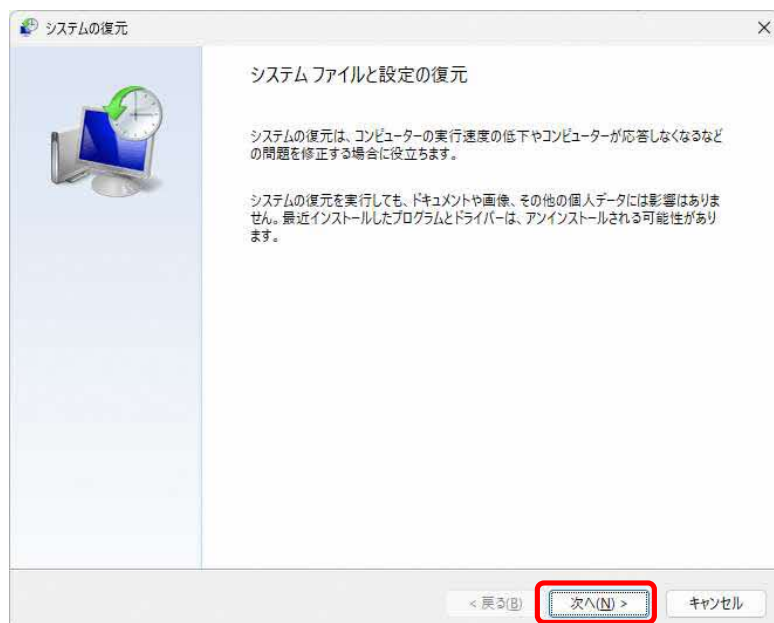 システムの復元
システム ファイルと設定の復元
システムの復元は、コンピューターの実行速度の低下やコンピューターが応答しなくなるなど
の問題を修正する場合に役立ちます。
システムの復元を実行しても、ドキュメントや画像、その他の個人データには影響はありま
せん。最近インストールしたプログラムとドライバーは、アンインストールされる可能性があり
ます。
< 戻る(B) 次へ(N) > キャンセル